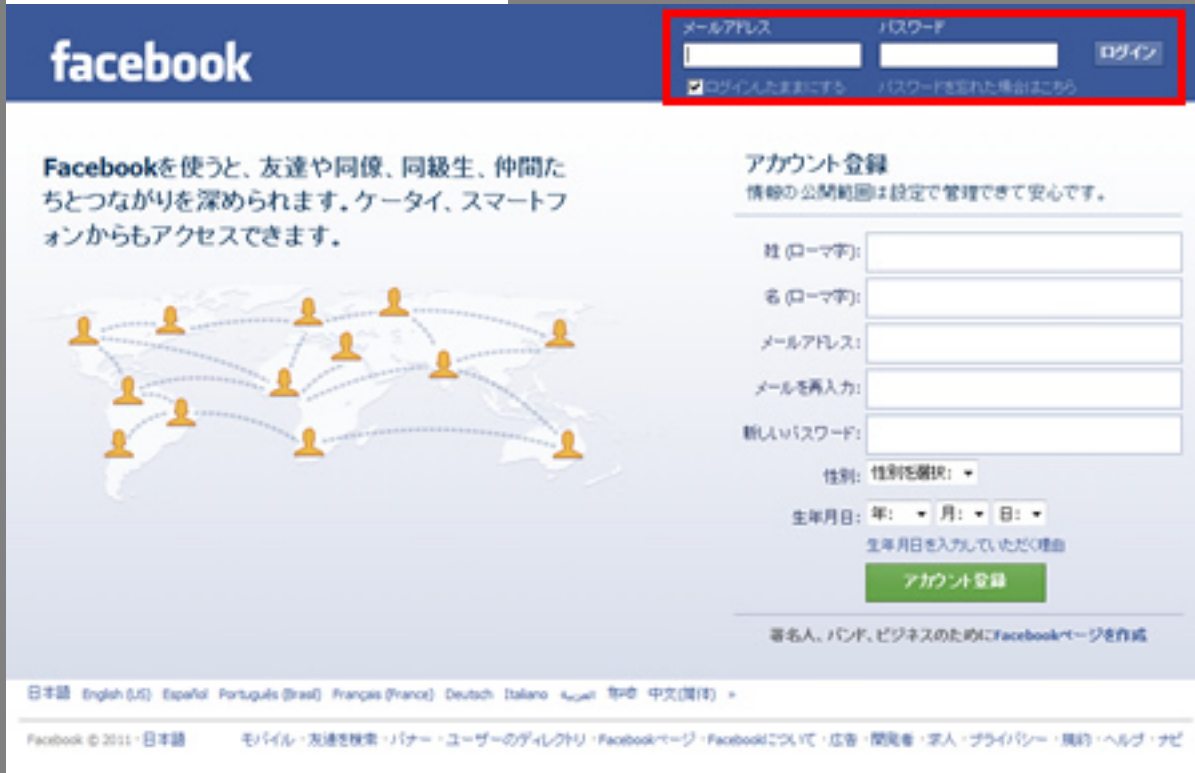 facebook
メールアドレス パスワード
ログイン
ログインしたままにする パスワードを忘れた場合はこちら
Facebookを使うと、友達や同僚、同級生、仲間た
ちとつながりを深められます。ケータイ、スマートフ
ォンからもアクセスできます。
アカウント登録
情報の公開範囲は設定で管理できて安心です。
姓 (ローマ字):
名 (ローマ字):
メールアドレス:
メールを再入力:
新しいパスワード:
性別: 性別を選択:
生年月日: 年: 月: 日:
生年月日を入力していただく理由
アカウント登録
著名人、バンド、ビジネスのためにFacebookページを作成
日本語 English (US) Español Português (Brasil) Français (France) Deutsch Italiano العربية हिन्दी 中文(简体) »
Facebook © 2011 · 日本語 モバイル · 友達を検索 · バナー · ユーザーのディレクトリ · Facebookページ · Facebookについて · 広告 · 開発者 · 求人 · プライバシー · 規約 · ヘルプ · ナビ